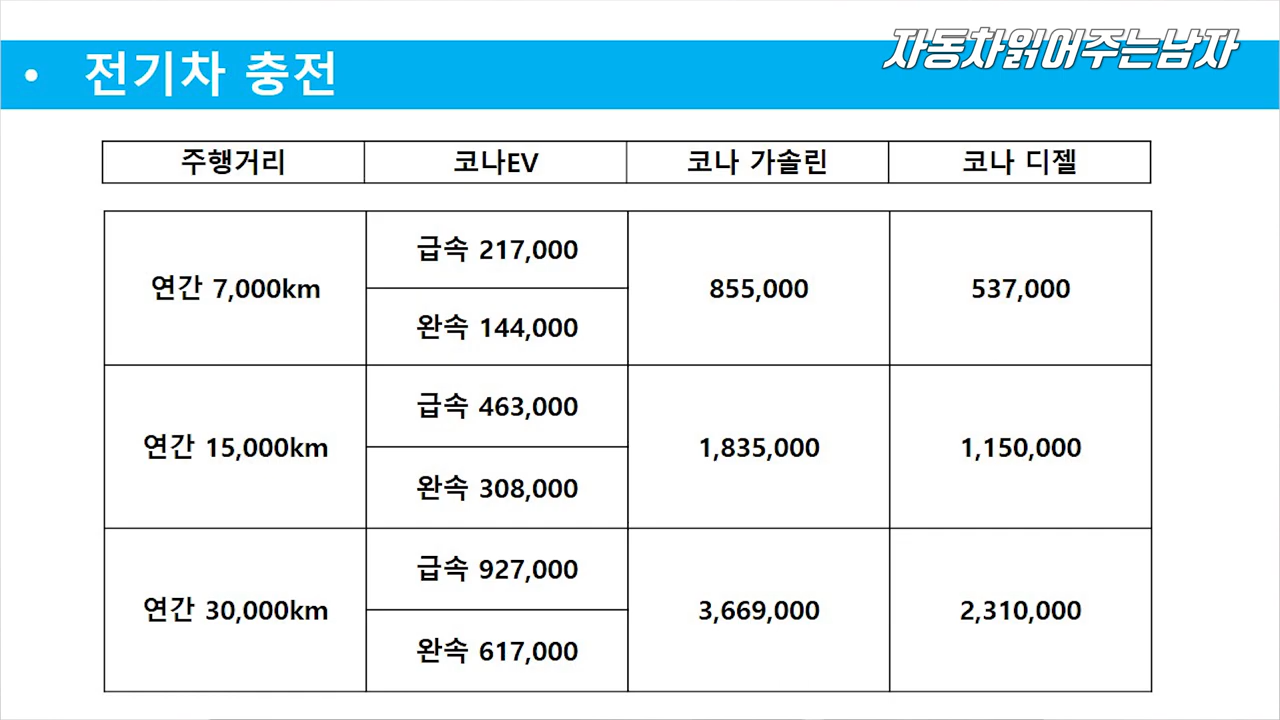 자동차읽어주는남자
• 전기차 충전
주행거리 코나EV 코나 가솔린 코나 디젤
급속 217,000
연간 7,000km 855,000 537,000
완속 144,000
급속 463,000
연간 15,000km 1,835,000 1,150,000
완속 308,000
급속 927,000
연간 30,000km 3,669,000 2,310,000
완속 617,000